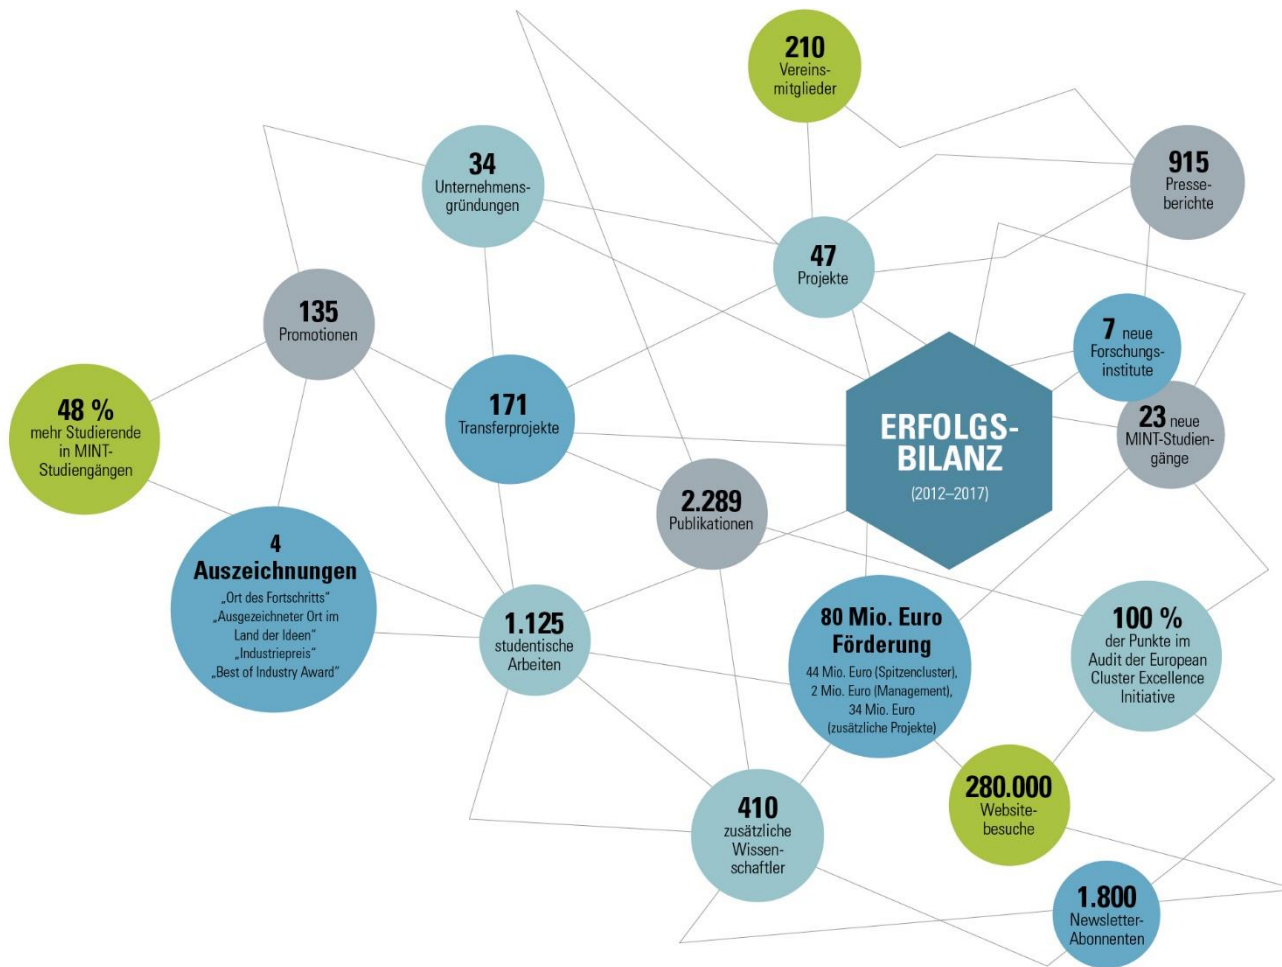 210
Vereins-
mitglieder
34
Unternehmens-
gründungen
915
Presse-
berichte
47
Projekte
135
Promotionen
7 neue
Forschungs-
institute
48 %
mehr Studierende
in MINT-
Studiengängen
171
Transferprojekte
ERFOLGS-
BILANZ
(2012–2017)
23 neue
MINT-Studien-
gänge
2.289
Publikationen
4
Auszeichnungen
„Ort des Fortschritts“
„Ausgezeichneter Ort im
Land der Ideen“
„Industriepreis“
„Best of Industry Award“
1.125
studentische
Arbeiten
80 Mio. Euro
Förderung
44 Mio. Euro (Spitzencluster),
2 Mio. Euro (Management),
34 Mio. Euro
(zusätzliche Projekte)
100 %
der Punkte im
Audit der European
Cluster Excellence
Initiative
280.000
Website-
besuche
410
zusätzliche
Wissen-
schaftler
1.800
Newsletter-
Abonnenten